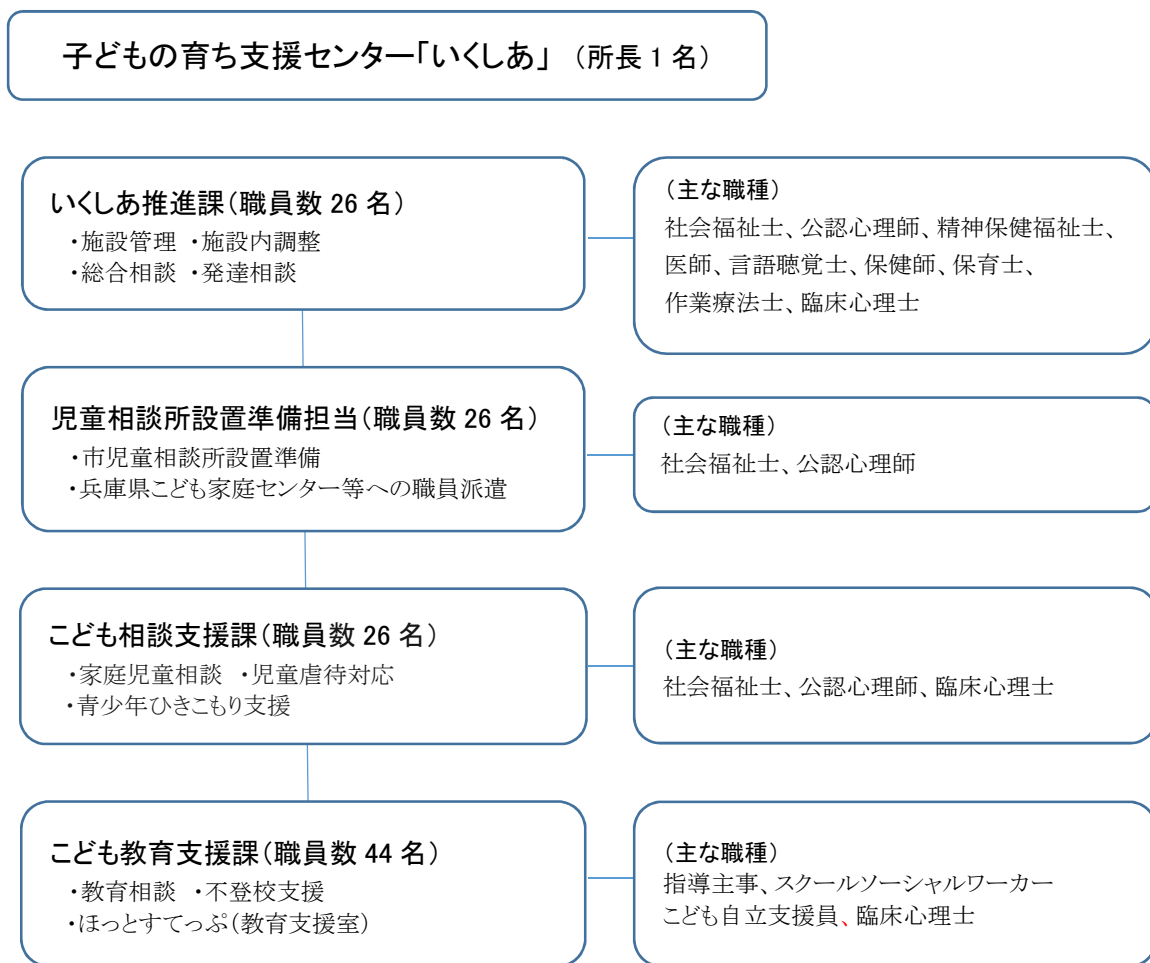 子どもの育ち支援センター「いくしあ」 （所長 1 名）
いくしあ推進課（職員数 26 名）
・施設管理 ・施設内調整
・総合相談 ・発達相談
（主な職種）
社会福祉士、公認心理師、精神保健福祉士、
医師、言語聴覚士、保健師、保育士、
作業療法士、臨床心理士
児童相談所設置準備担当（職員数 26 名）
・市児童相談所設置準備
・兵庫県こども家庭センター等への職員派遣
（主な職種）
社会福祉士、公認心理師
こども相談支援課（職員数 26 名）
・家庭児童相談 ・児童虐待対応
・青少年ひきこもり支援
（主な職種）
社会福祉士、公認心理師、臨床心理士
こども教育支援課（職員数 44 名）
・教育相談 ・不登校支援
・ほっとすてっぷ（教育支援室）
（主な職種）
指導主事、スクールソーシャルワーカー
こども自立支援員、臨床心理士